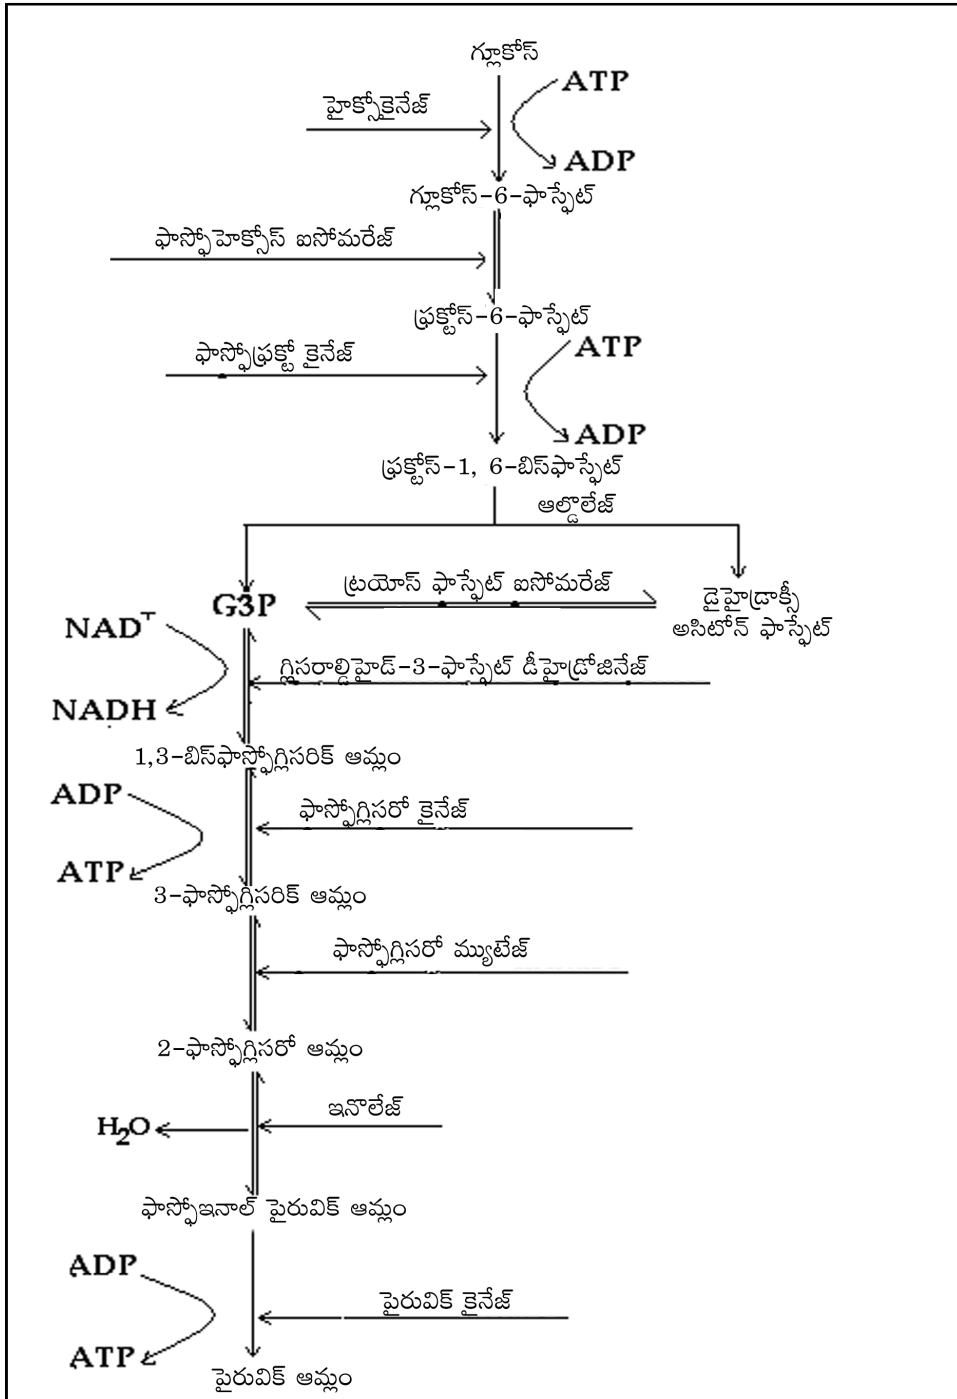 గ్లూకోస్
ATP
హైక్సోకైనేజ్
ADP
గ్లూకోస్-6-ఫాస్ఫేట్
ఫాస్ఫోహెక్సోస్ ఐసోమరేజ్
ఫ్రక్టోస్-6-ఫాస్ఫేట్
ATP
ఫాస్ఫోఫ్రక్టో కైనేజ్
ADP
ఫ్రక్టోస్-1, 6-బిస్‌ఫాస్ఫేట్
ఆల్డొలేజ్
ట్రయోస్ ఫాస్ఫేట్ ఐసోమరేజ్
G3P
డైహైడ్రాక్సీ
అసిటోన్ ఫాస్ఫేట్
NAD+
గ్లిసరాల్డిహైడ్-3-ఫాస్ఫేట్ డీహైడ్రోజినేజ్
NADH
1,3-బిస్‌ఫాస్ఫోగ్లిసరిక్ ఆమ్లం
ADP
ఫాస్ఫోగ్లిసరో కైనేజ్
ATP
3-ఫాస్ఫోగ్లిసరిక్ ఆమ్లం
ఫాస్ఫోగ్లిసరో మ్యుటేజ్
2-ఫాస్ఫోగ్లిసరో ఆమ్లం
ఇనొలేజ్
H2O
ఫాస్ఫోఇనాల్ పైరువిక్ ఆమ్లం
ADP
పైరువిక్ కైనేజ్
ATP
పైరువిక్ ఆమ్లం